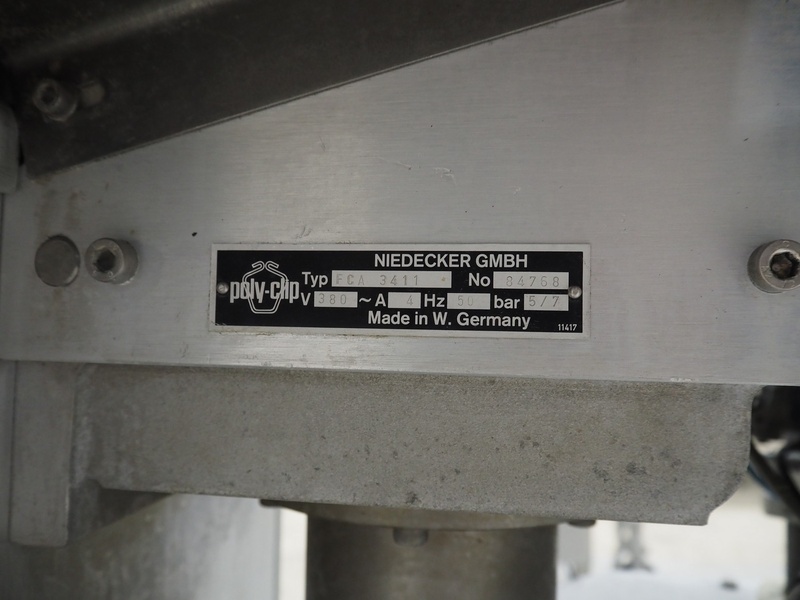 NIEDECKER GMBH
poly-clip
Typ FCA 3411 No 84768
V 380 ~ A 4 Hz 50 bar 5/7
Made in W. Germany
11417